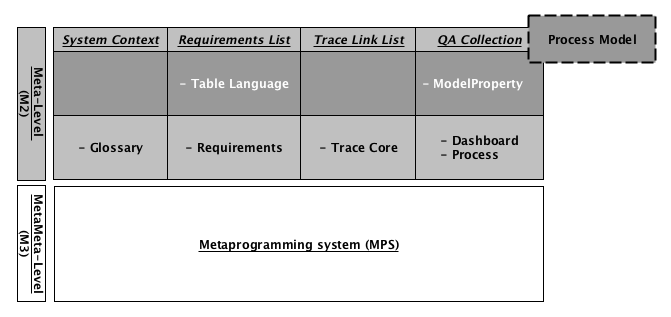 System Context Requirements List Trace Link List QA Collection Process Model
Meta-Level
(M2)
- Table Language - ModelProperty
- Glossary - Requirements - Trace Core - Dashboard
- Process
MetaMeta-Level
(M3)
Metaprogramming system (MPS)